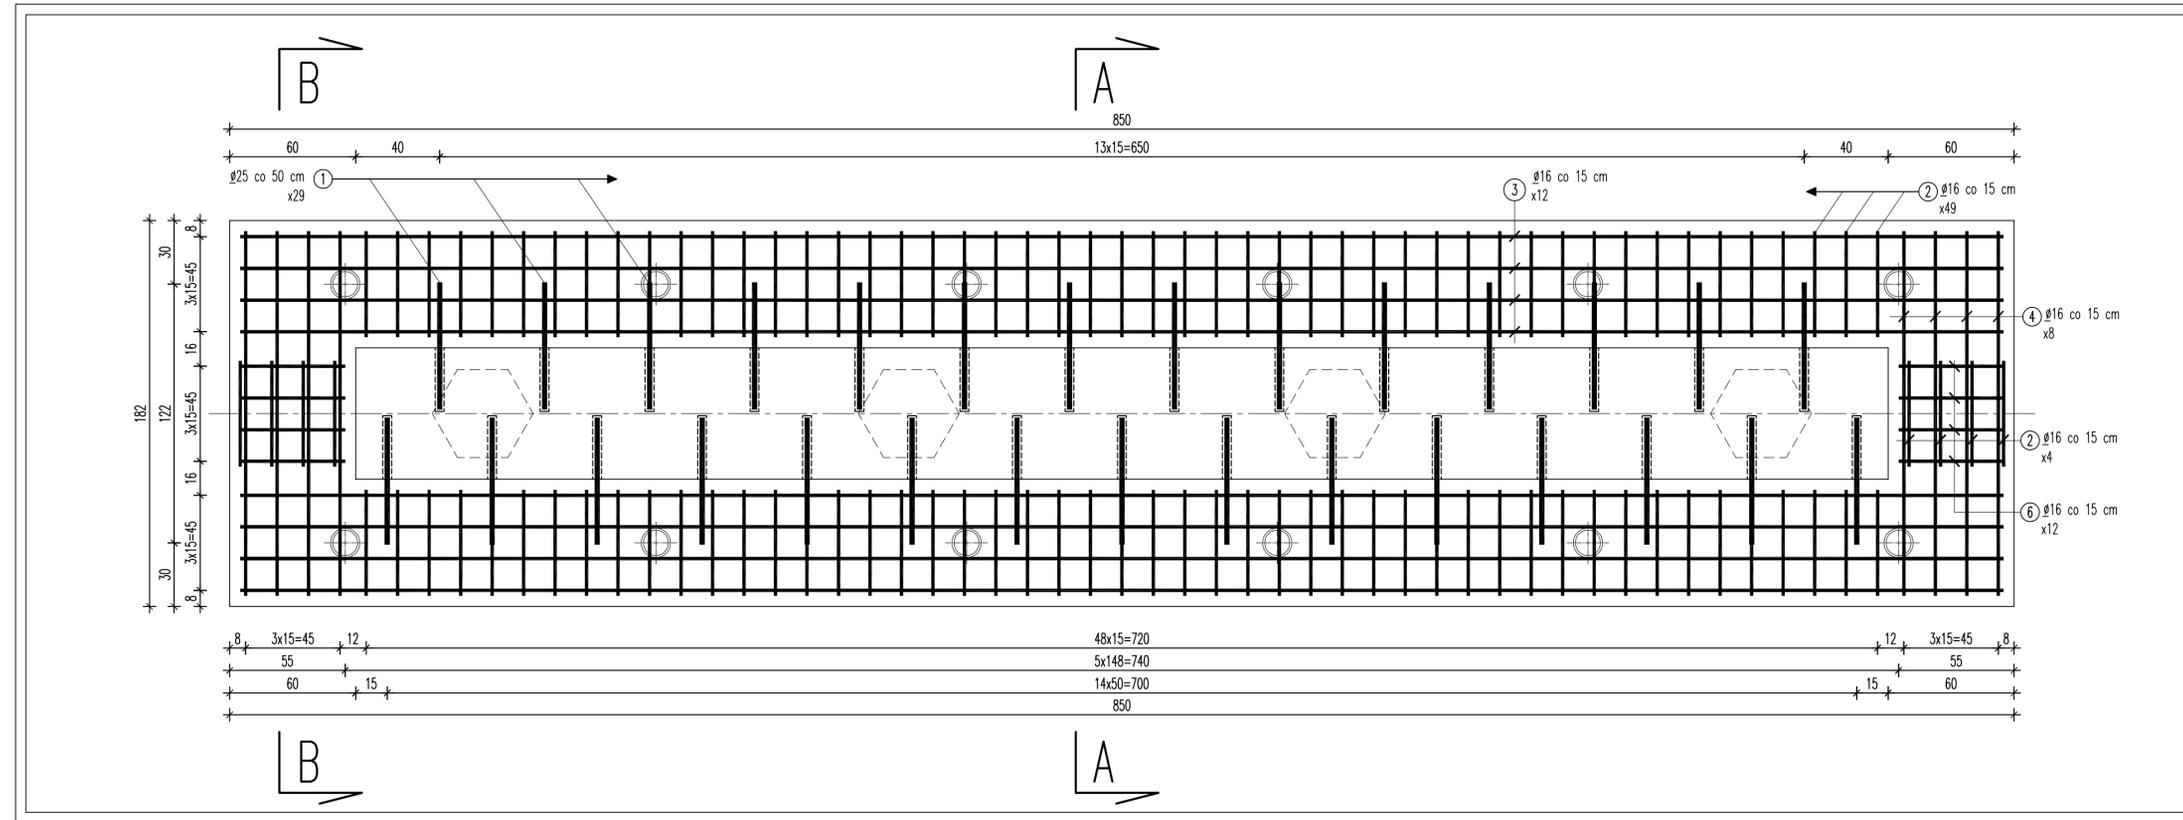 B
A
850
60
40
13x15=650
40
60
ø25 co 50 cm
x29
1
3
ø16 co 15 cm
x12
2
ø16 co 15 cm
x49
8
30
3x15=45
16
182
122
3x15=45
16
3x15=45
30
8
4
ø16 co 15 cm
x8
2
ø16 co 15 cm
x4
6
ø16 co 15 cm
x12
8
3x15=45
12
48x15=720
12
3x15=45
8
55
5x148=740
55
60
15
14x50=700
15
60
850
B
A